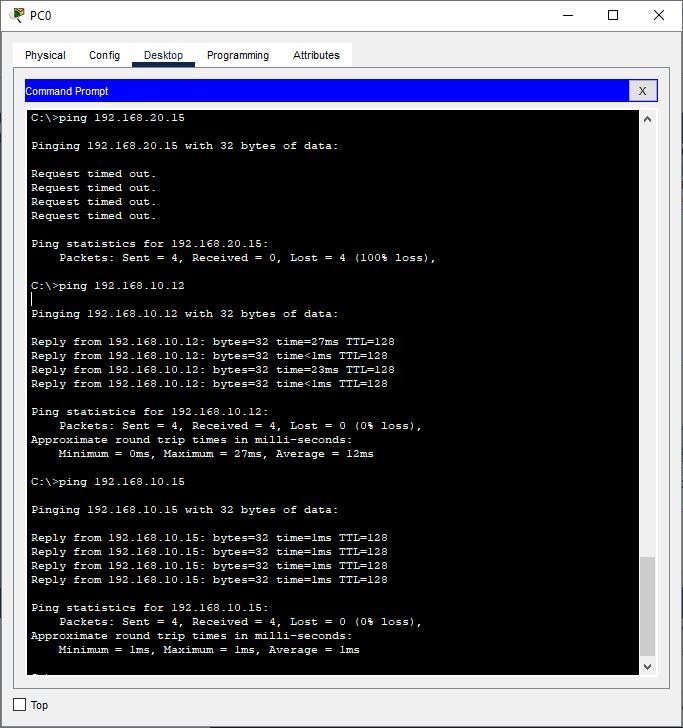 PC0
Physical Config Desktop Programming Attributes
Command Prompt X
C:\>ping 192.168.20.15
Pinging 192.168.20.15 with 32 bytes of data:
Request timed out.
Request timed out.
Request timed out.
Request timed out.
Ping statistics for 192.168.20.15:
Packets: Sent = 4, Received = 0, Lost = 4 (100% loss),
C:\>ping 192.168.10.12
Pinging 192.168.10.12 with 32 bytes of data:
Reply from 192.168.10.12: bytes=32 time=27ms TTL=128
Reply from 192.168.10.12: bytes=32 time<1ms TTL=128
Reply from 192.168.10.12: bytes=32 time=23ms TTL=128
Reply from 192.168.10.12: bytes=32 time<1ms TTL=128
Ping statistics for 192.168.10.12:
Packets: Sent = 4, Received = 4, Lost = 0 (0% loss),
Approximate round trip times in milli-seconds:
Minimum = 0ms, Maximum = 27ms, Average = 12ms
C:\>ping 192.168.10.15
Pinging 192.168.10.15 with 32 bytes of data:
Reply from 192.168.10.15: bytes=32 time=1ms TTL=128
Reply from 192.168.10.15: bytes=32 time=1ms TTL=128
Reply from 192.168.10.15: bytes=32 time=1ms TTL=128
Reply from 192.168.10.15: bytes=32 time=1ms TTL=128
Ping statistics for 192.168.10.15:
Packets: Sent = 4, Received = 4, Lost = 0 (0% loss),
Approximate round trip times in milli-seconds:
Minimum = 1ms, Maximum = 1ms, Average = 1ms
Top